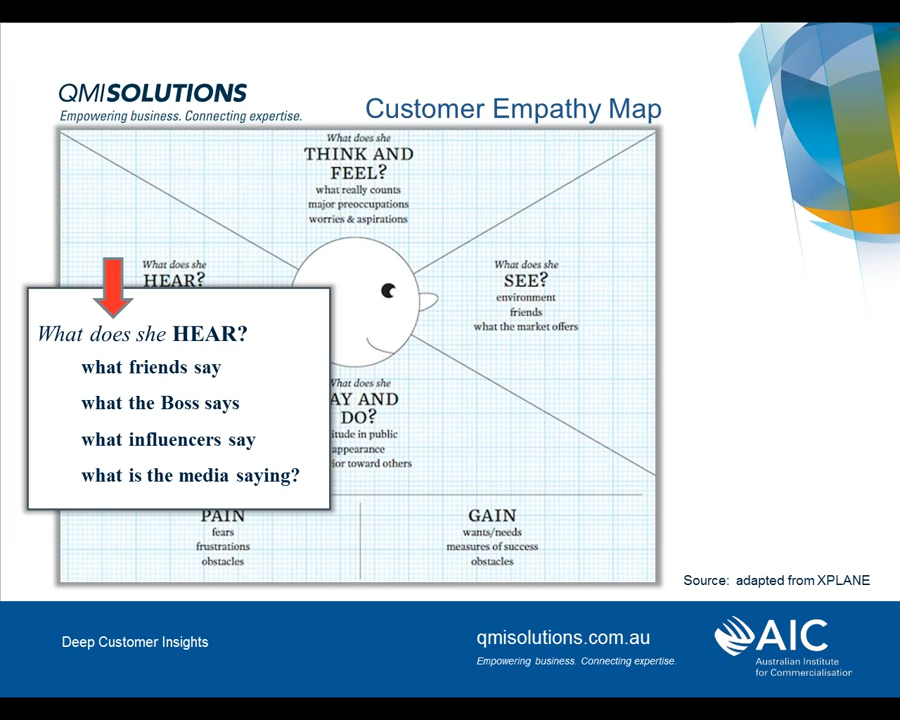 QMISOLUTIONS
Empowering business. Connecting expertise.
Customer Empathy Map
What does she
THINK AND
FEEL?
what really counts
major preoccupations
worries & aspirations
What does she
HEAR?
What does she
SEE?
environment
friends
what the market offers
What does she HEAR?
what friends say
what the Boss says
what influencers say
what is the media saying?
What does she
AND
DO?
in public
appearance
toward others
PAIN
fears
frustrations
obstacles
GAIN
wants/needs
measures of success
obstacles
Source: adapted from XPLANE
Deep Customer Insights
qmisolutions.com.au
Empowering business. Connecting expertise.
AIC
Australian Institute
for Commercialisation